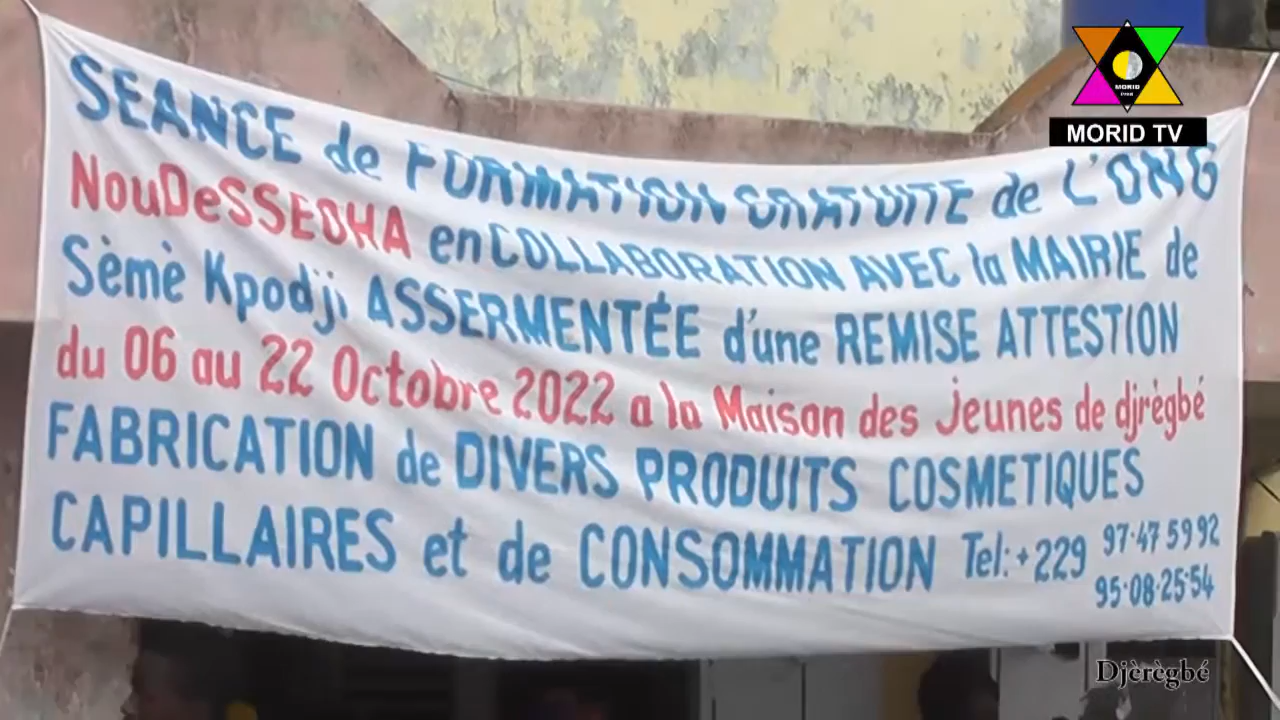 MORID
MORID TV
SEANCE de FORMATION GRATUITE de L'ONG
NouDeSSEOHA en COLLABORATION AVEC la MAIRIE de
Sèmè Kpodji ASSERMENTÉE d'une REMISE ATTESTION
du 06 au 22 Octobre 2022 a la Maison des jeunes de djrègbé
FABRICATION de DIVERS PRODUITS COSMETIQUES
CAPILLAIRES et de CONSOMMATION Tel: +229 97•47 59 92
95•08•25•54
Djèrègbé